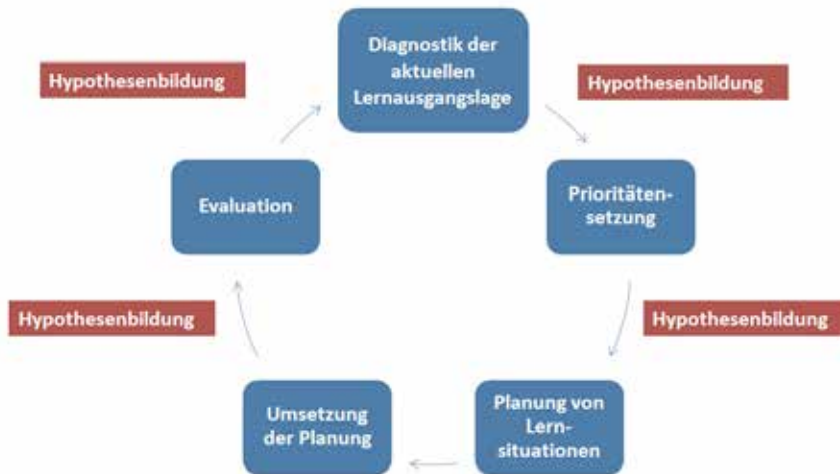 Diagnostik der
aktuellen
Lernausgangslage
Hypothesenbildung
Hypothesenbildung
Evaluation
Prioritäten-
setzung
Hypothesenbildung
Hypothesenbildung
Umsetzung
der Planung
Planung von
Lern-
situationen